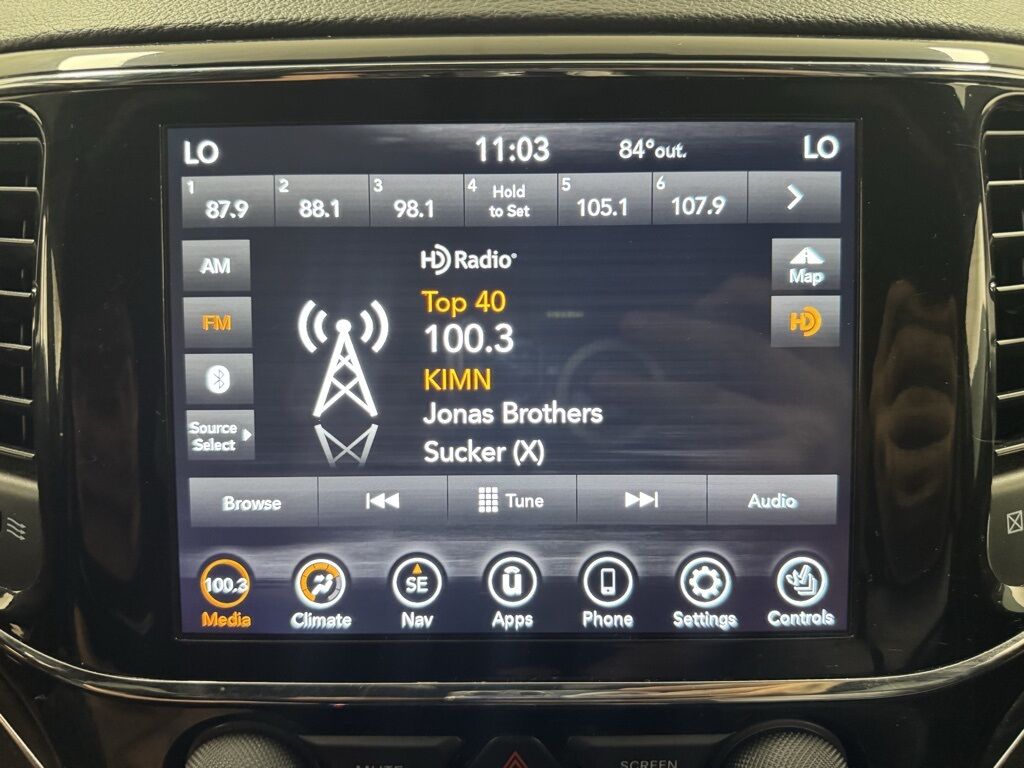 LO 11:03 84°out. LO
1 87.9
2 88.1
3 98.1
4 Hold
to Set
5 105.1
6 107.9
AM
FM
Source
Select
HD Radio
Top 40
100.3
KIMN
Jonas Brothers
Sucker (X)
Map
HD
Browse
Tune
Audio
100.3
Media
Climate
SE
Nav
Apps
Phone
Settings
Controls
MUTE
SCREEN